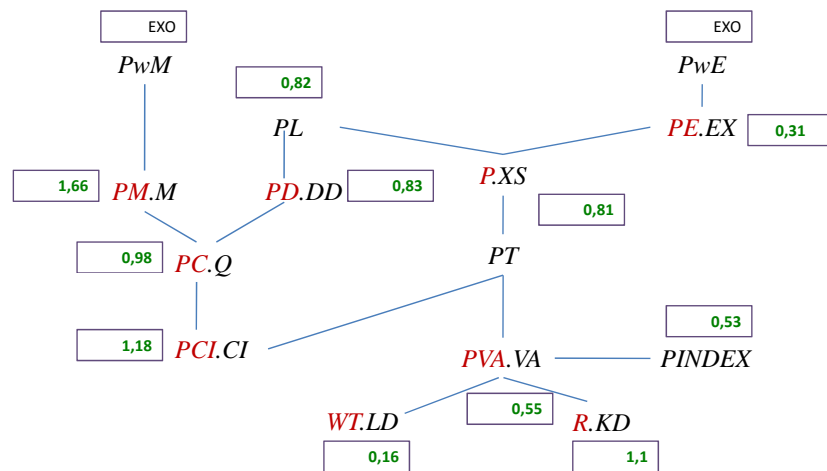 EXO
EXO
PwM
PwE
0,82
PL
PE.EX
0,31
1,66
PM.M
PD.DD
0,83
P.XS
0,81
0,98
PC.Q
PT
0,53
1,18
PCI.CI
PVA.VA
PINDEX
0,55
WT.LD
R.KD
0,16
1,1